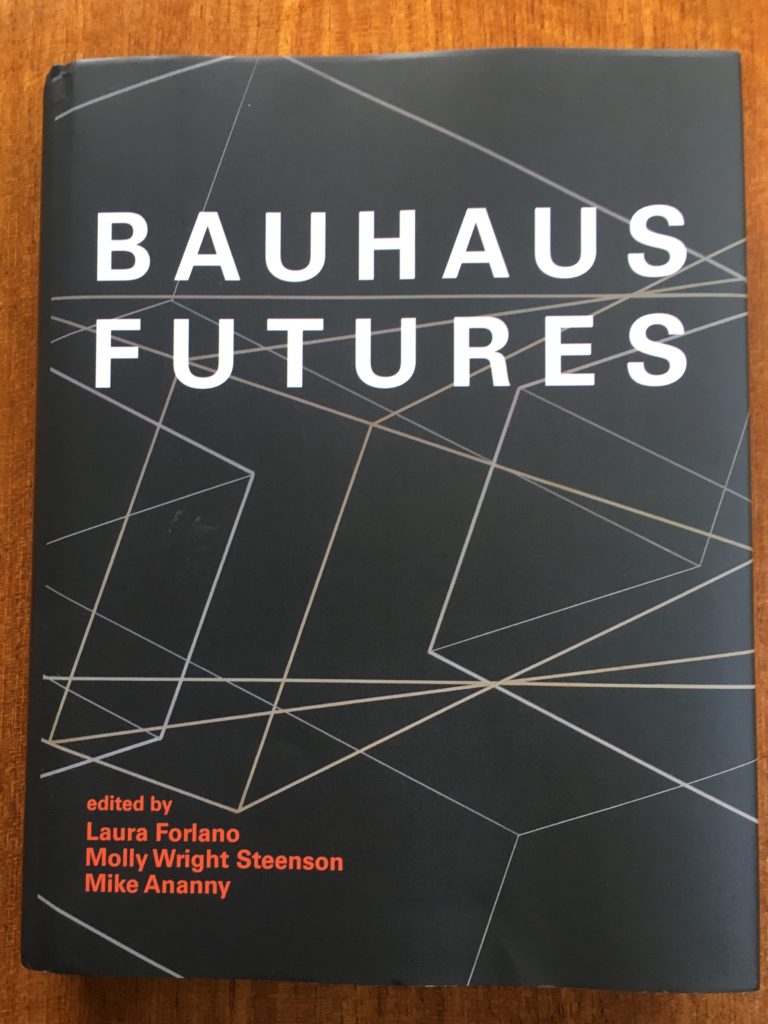 BAUHAUS
FUTURES
edited by
Laura Forlano
Molly Wright Steenson
Mike Ananny